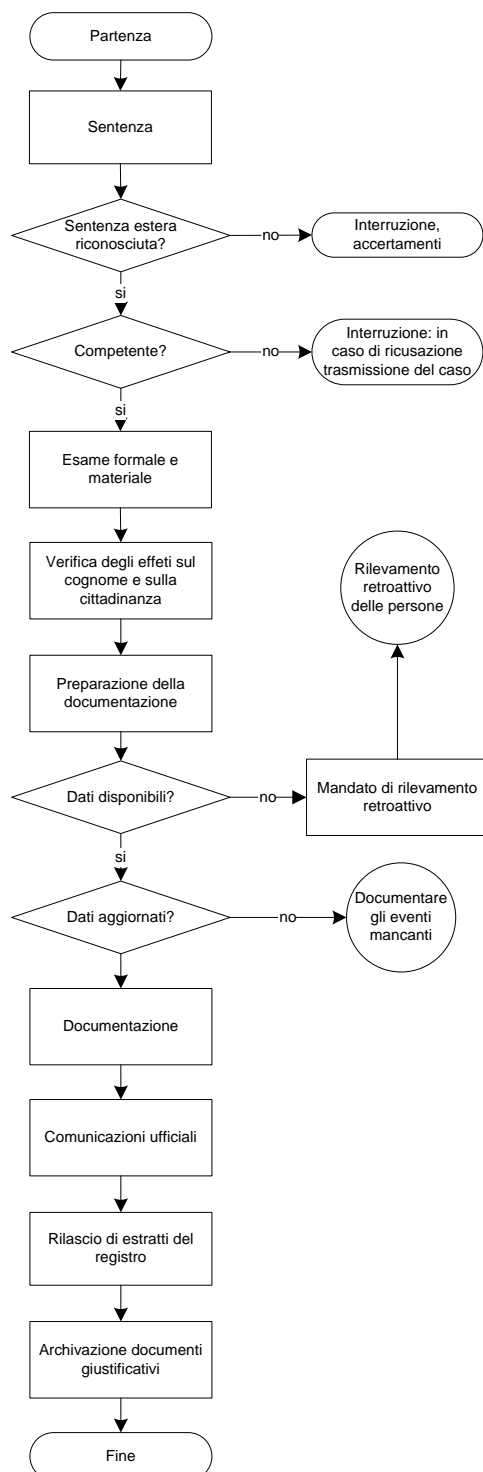 Partenza
Sentenza
Sentenza estera
riconosciuta?
no
Interruzione,
accertamenti
si
Competente?
no
Interruzione: in
caso di ricusazione
trasmissione del caso
si
Esame formale e
materiale
Verifica degli effeti sul
cognome e sulla
cittadinanza
Rilevamento
retroattivo
delle persone
Preparazione della
documentazione
Dati disponibili?
no
Mandato di rilevamento
retroattivo
si
Dati aggiornati?
no
Documentare
gli eventi
mancanti
Documentazione
Comunicazioni ufficiali
Rilascio di estratti del
registro
Archivazione documenti
giustificativi
Fine